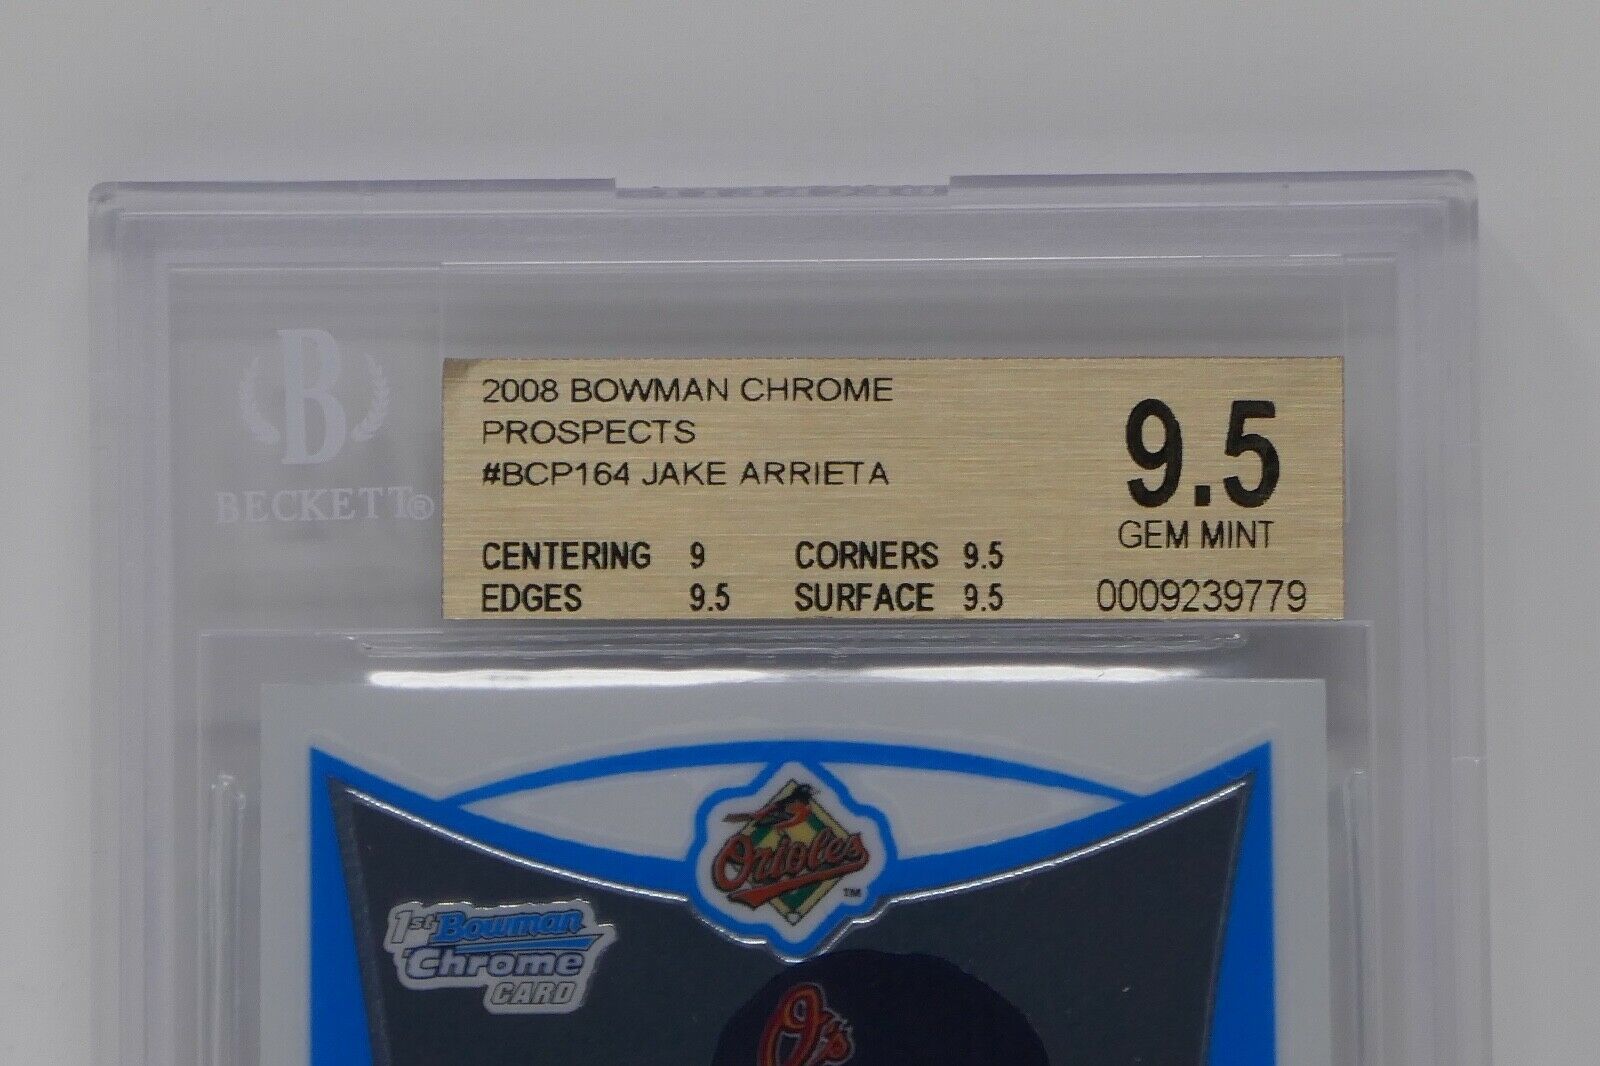 B
BECKETT®
2008 BOWMAN CHROME
PROSPECTS
#BCP164 JAKE ARRIETA
CENTERING 9 CORNERS 9.5
EDGES 9.5 SURFACE 9.5
9.5
GEM MINT
0009239779
Orioles
TM
1st Bowman
Chrome
CARD
O's